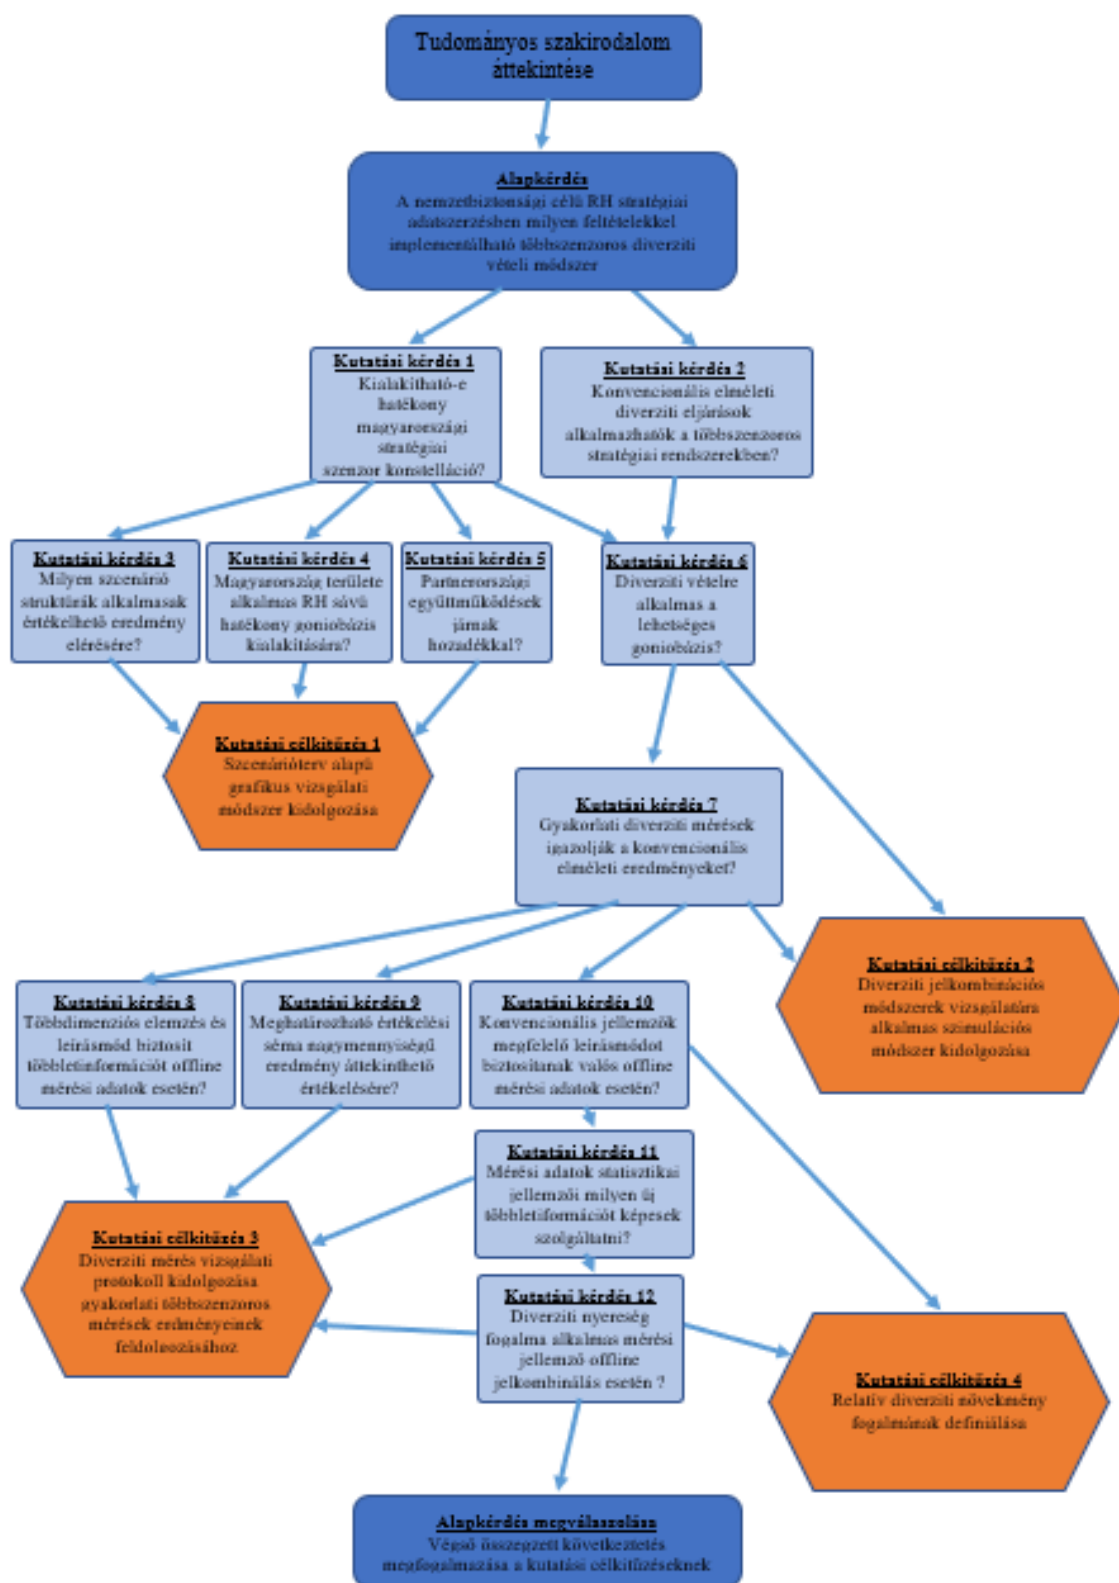 Tudományos szakirodalom
áttekintése
Alapkérdés
A nemzetbiztonsági célú RH stratégiai
adatszerzésben milyen feltételekkel
implementálható többszenzoros diverziti
vételi módszer
Kutatási kérdés 1
Kialakítható-e
hatékony
magyarországi
stratégiai
szenzor konstelláció?
Kutatási kérdés 2
Konvencionális elméleti
diverziti eljárások
alkalmazhatók a többszenzoros
stratégiai rendszerekben?
Kutatási kérdés 3
Milyen szcenárió
struktúrák alkalmasak
értékelhető eredmény
elérésére?
Kutatási kérdés 4
Magyarország területe
alkalmas RH sávú
hatékony goniobázis
kialakítására?
Kutatási kérdés 5
Partnerországi
együttműködések
járnak
hozadékkal?
Kutatási kérdés 6
Diverziti vételre
alkalmas a
lehetséges
goniobázis?
Kutatási célkitűzés 1
Szcenárióterv alapú
grafikus vizsgálati
módszer kidolgozása
Kutatási kérdés 7
Gyakorlati diverziti mérések
igazolják a konvencionális
elméleti eredményeket?
Kutatási célkitűzés 2
Diverziti jelkombinációs
módszerek vizsgálatára
alkalmas szimulációs
módszer kidolgozása
Kutatási kérdés 8
Többdimenziós elemzés és
leírásmód biztosít
többletinformációt offline
mérési adatok esetén?
Kutatási kérdés 9
Meghatározható értékelési
séma nagymennyiségű
eredmény áttekinthető
értékelésére?
Kutatási kérdés 10
Konvencionális jellemzők
megfelelő leírásmódot
biztosítanak valós offline
mérési adatok esetén?
Kutatási kérdés 11
Mérési adatok statisztikai
jellemzői milyen új
többletiformációt képesek
szolgáltatni?
Kutatási célkitűzés 3
Diverziti mérés vizsgálati
protokoll kidolgozása
gyakorlati többszenzoros
mérések erdményeinek
feldolgozásához
Kutatási kérdés 12
Diverziti nyereség
fogalma alkalmas mérési
jellemző offline
jelkombinálás esetén ?
Kutatási célkitűzés 4
Relatív diverziti növekmény
fogalmának definiálása
Alapkérdés megválaszolása
Végső összegzett következtetés
megfogalmazása a kutatási célkitűzéseknek